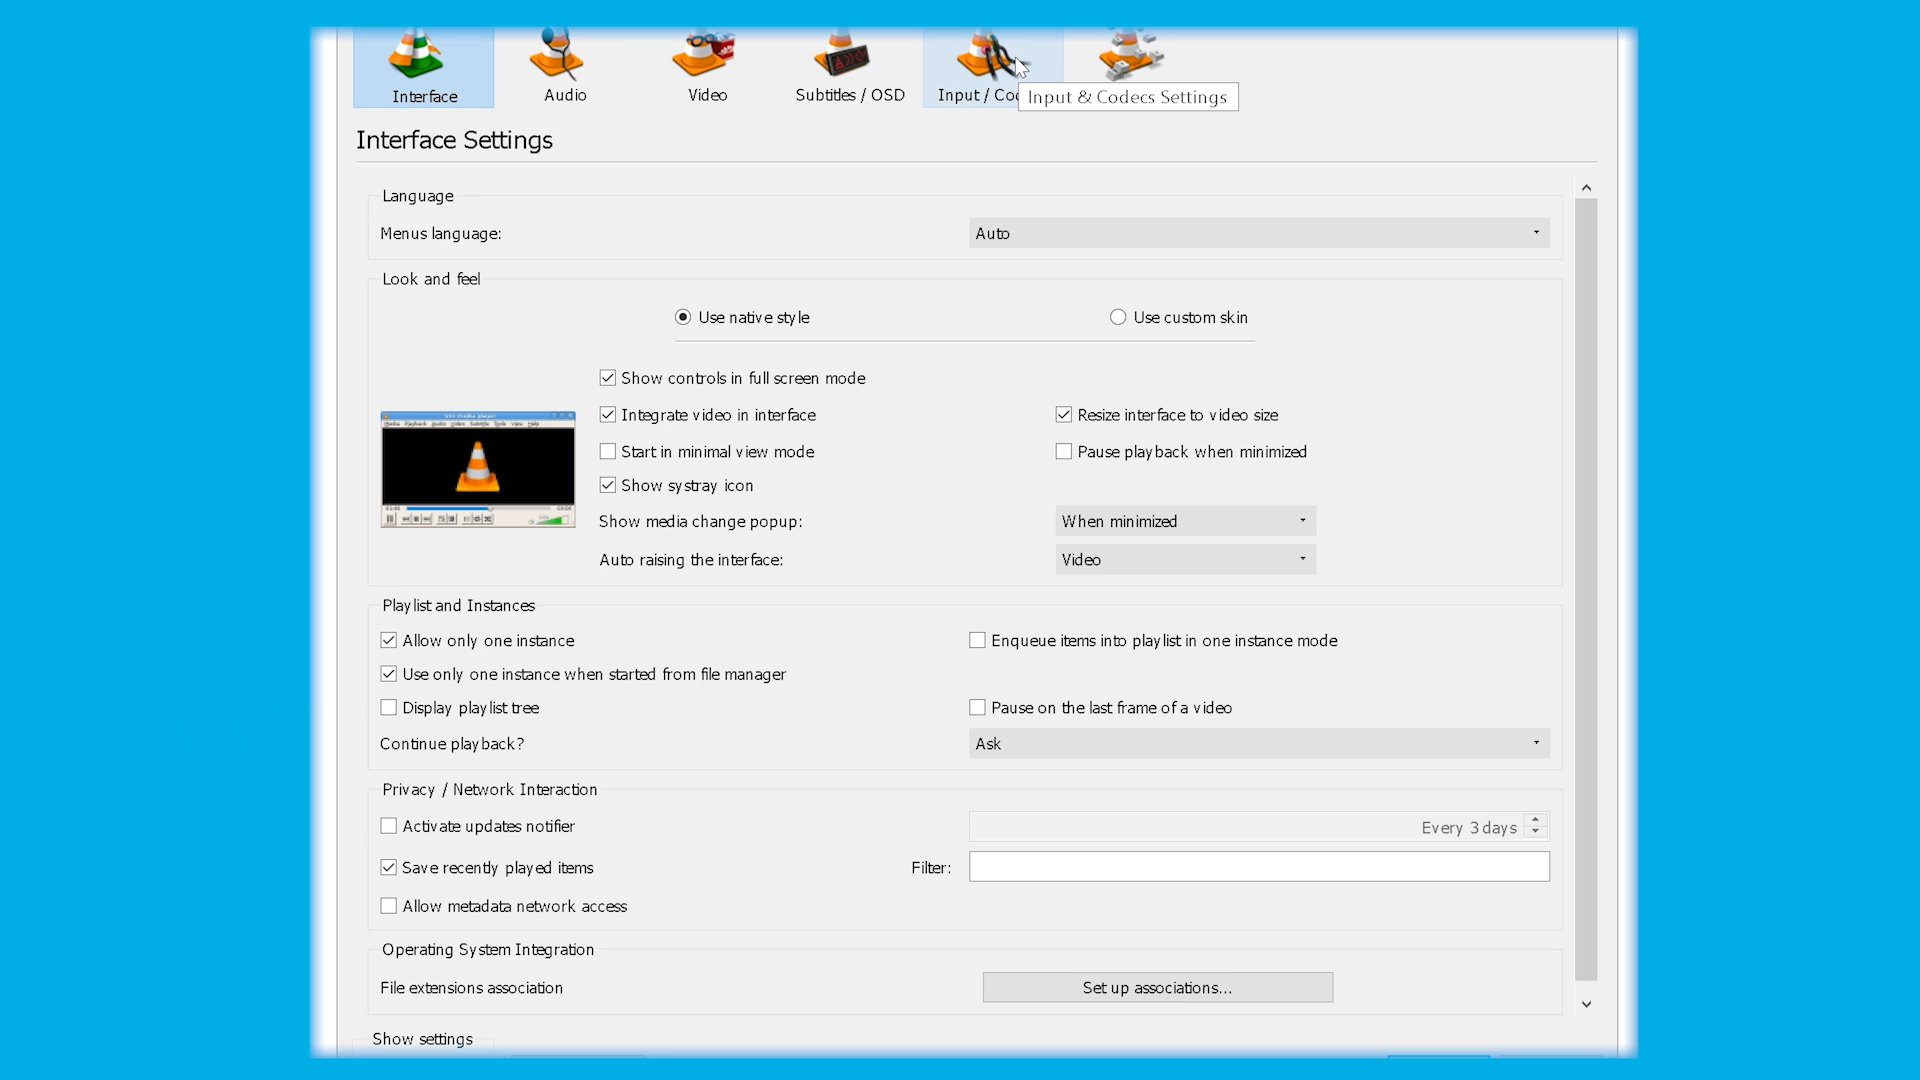 Interface
Audio
Video
Subtitles / OSD
Input / Co
Input & Codecs Settings
Interface Settings
Language
Menus language:
Auto
Look and feel
Use native style
Use custom skin
Show controls in full screen mode
Integrate video in interface
Resize interface to video size
Start in minimal view mode
Pause playback when minimized
Show systray icon
Show media change popup:
When minimized
Auto raising the interface:
Video
Playlist and Instances
Allow only one instance
Enqueue items into playlist in one instance mode
Use only one instance when started from file manager
Display playlist tree
Pause on the last frame of a video
Continue playback?
Ask
Privacy / Network Interaction
Activate updates notifier
Every 3 days
Save recently played items
Filter:
Allow metadata network access
Operating System Integration
File extensions association
Set up associations...
Show settings